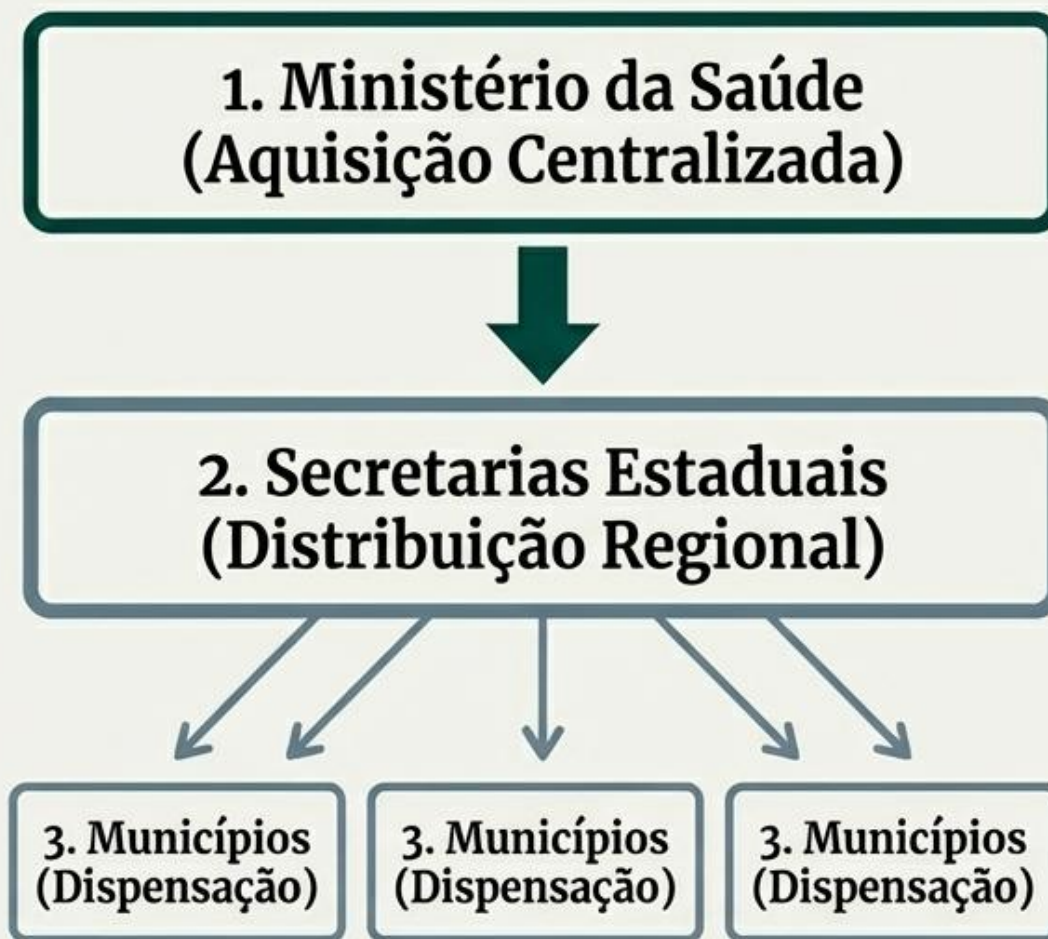 1. Ministério da Saúde
(Aquisição Centralizada)
2. Secretarias Estaduais
(Distribuição Regional)
3. Municípios
(Dispensação)
3. Municípios
(Dispensação)
3. Municípios
(Dispensação)